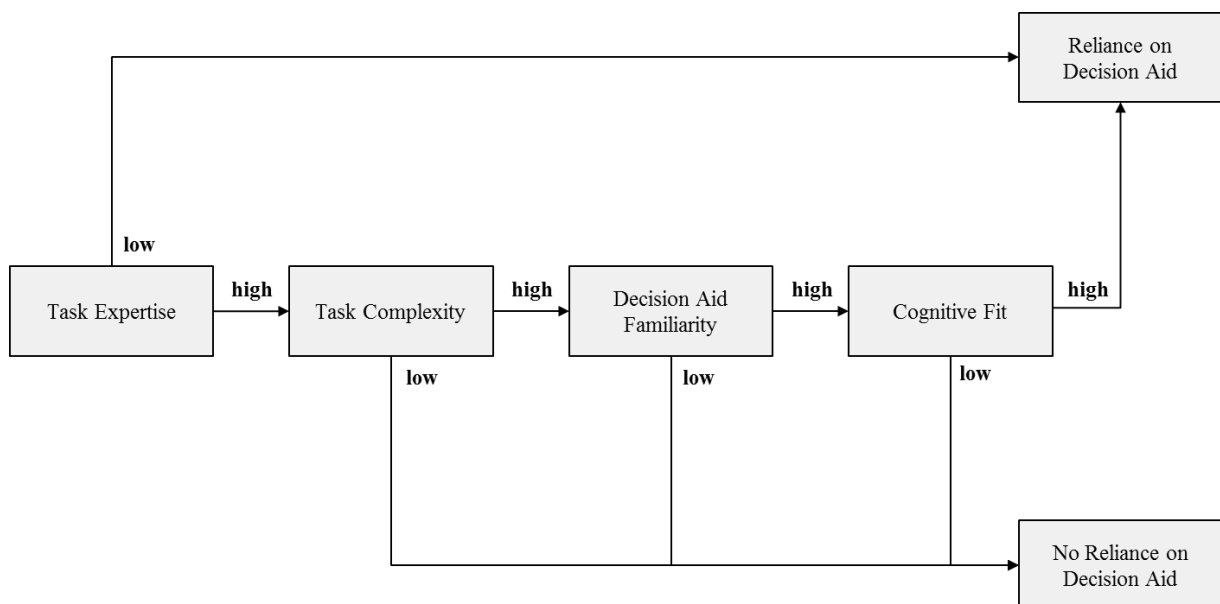 Reliance on
Decision Aid
low
Task Expertise
high
Task Complexity
high
Decision Aid
Familiarity
high
Cognitive Fit
high
low
low
low
No Reliance on
Decision Aid